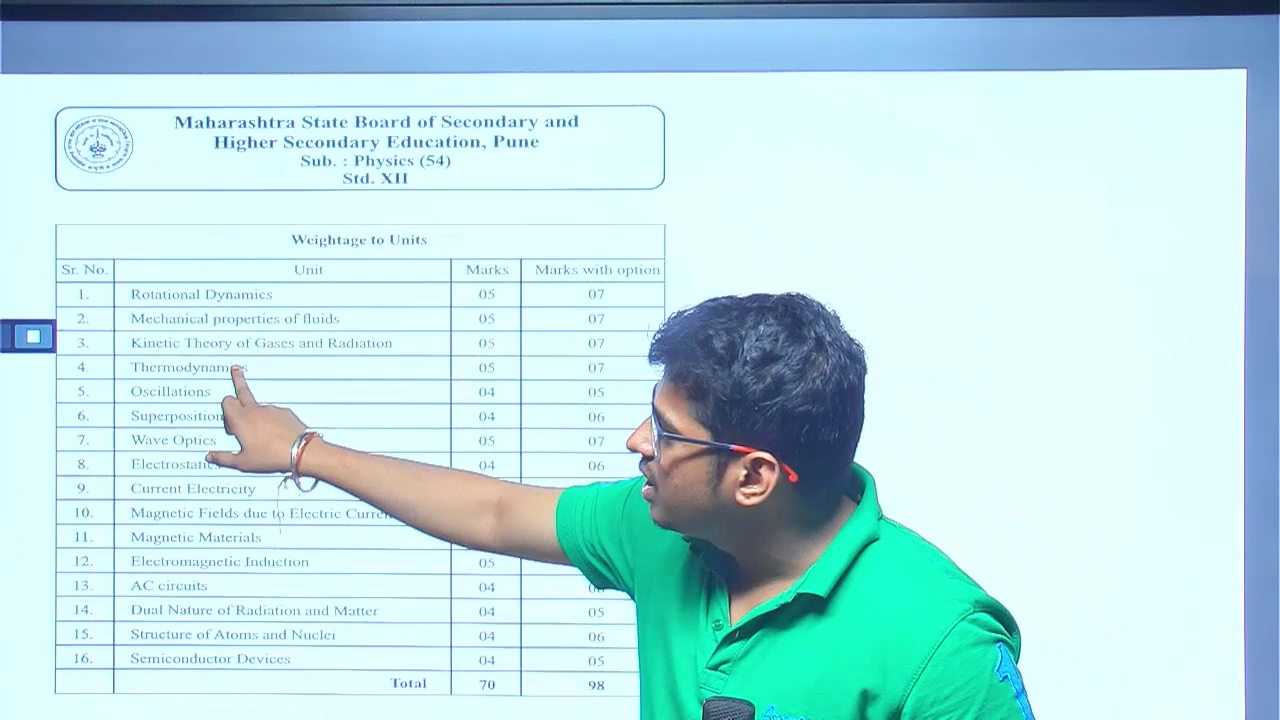 Maharashtra State Board of Secondary and
Higher Secondary Education, Pune
Sub. : Physics (54)
Std. XII
Weightage to Units
Sr. No. Unit Marks Marks with option
1. Rotational Dynamics 05 07
2. Mechanical properties of fluids 05 07
3. Kinetic Theory of Gases and Radiation 05 07
4. Thermodynamics 05 07
5. Oscillations 04 05
6. Superposition 04 06
7. Wave Optics 05 07
8. Electrostatics 04 06
9. Current Electricity
10. Magnetic Fields due to Electric
11. Magnetic Materials
12. Electromagnetic Induction 05
13. AC circuits 04
14. Dual Nature of Radiation and Matter 04 05
15. Structure of Atoms and Nuclei 04 06
16. Semiconductor Devices 04 05
Total 70 98